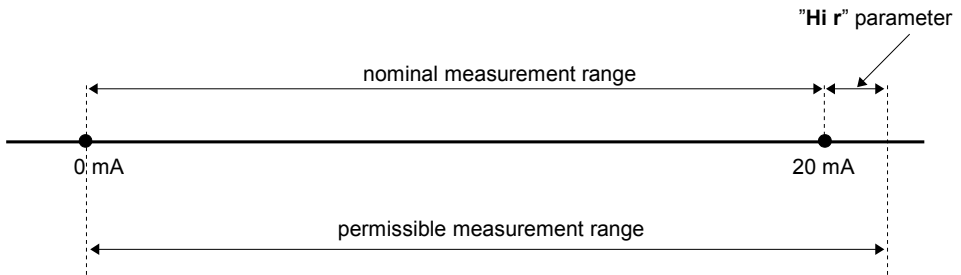 ”Hi r” parameter
nominal measurement range
0 mA
20 mA
permissible measurement range